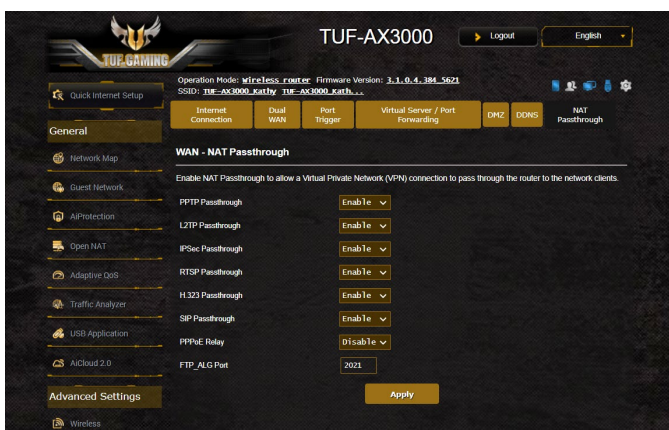 TUF GAMING
TUF-AX3000
Logout
English
Operation Mode: Wireless router Firmware Version: 3.1.0.4.384_5621
SSID: TUF-AX3000_Kathy TUF-AX3000_Kath...
Quick Internet Setup
General
Network Map
Guest Network
AiProtection
Open NAT
Adaptive QoS
Traffic Analyzer
USB Application
AiCloud 2.0
Advanced Settings
Wireless
Internet Connection
Dual WAN
Port Trigger
Virtual Server / Port Forwarding
DMZ
DDNS
NAT Passthrough
WAN - NAT Passthrough
Enable NAT Passthrough to allow a Virtual Private Network (VPN) connection to pass through the router to the network clients.
PPTP Passthrough Enable
L2TP Passthrough Enable
IPSec Passthrough Enable
RTSP Passthrough Enable
H.323 Passthrough Enable
SIP Passthrough Enable
PPPoE Relay Disable
FTP_ALG Port 2021
Apply